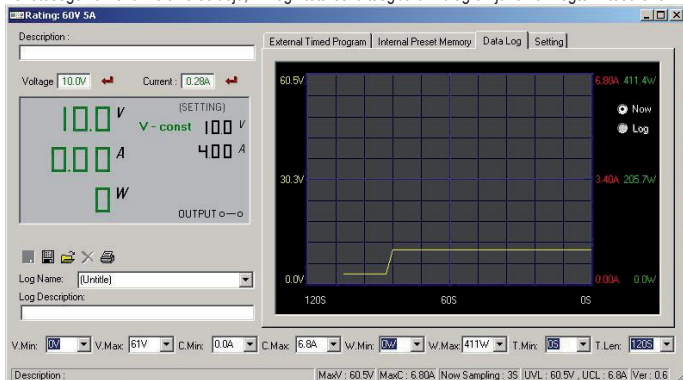 Rating: 60V 5A
Description :
Voltage 10.0V Current : 0.28A
10.0 V
0.00 A
0 W
(SETTING)
V - const 10.0 V
4.00 A
OUTPUT
Log Name: (Untitle)
Log Description:
External Timed Program Internal Preset Memory Data Log Setting
60.5V 6.80A 411.4W
Now
Log
30.3V 3.40A 205.7W
0.0V 0.00A 0.0W
120S 60S 0S
V.Min: 0V V.Max: 61V C.Min: 0.0A C.Max: 6.8A W.Min: 0W W.Max: 411W T.Min: 0S T.Len: 120S
Description : MaxV : 60.5V MaxC : 6.80A Now Sampling : 3S UVL : 60.5V , UCL : 6.8A Ver : 0.6